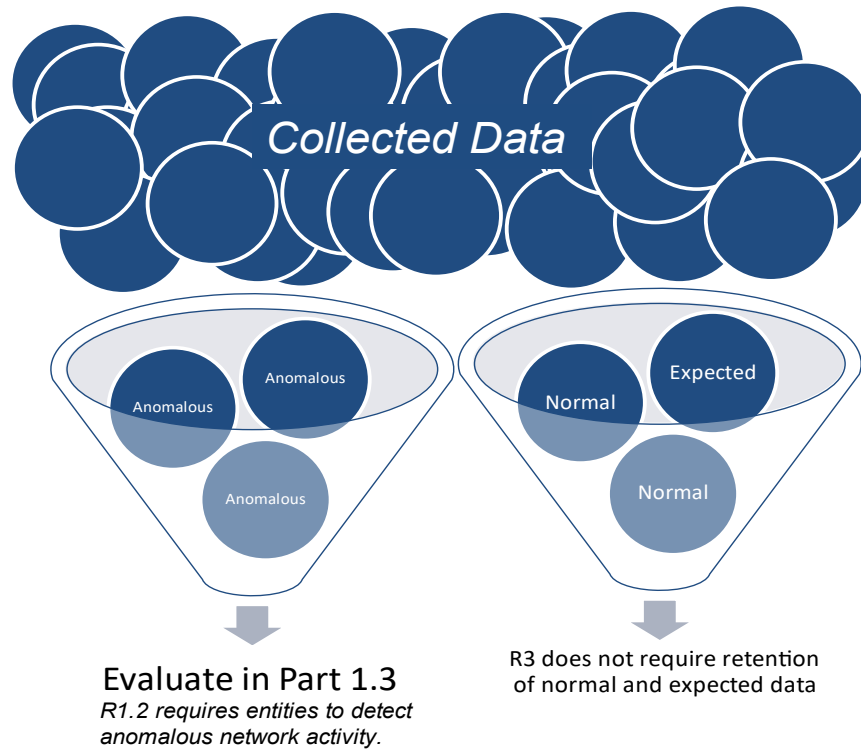 Collected Data
Anomalous
Anomalous
Anomalous
Expected
Normal
Normal
Evaluate in Part 1.3
R1.2 requires entities to detect
anomalous network activity.
R3 does not require retention
of normal and expected data